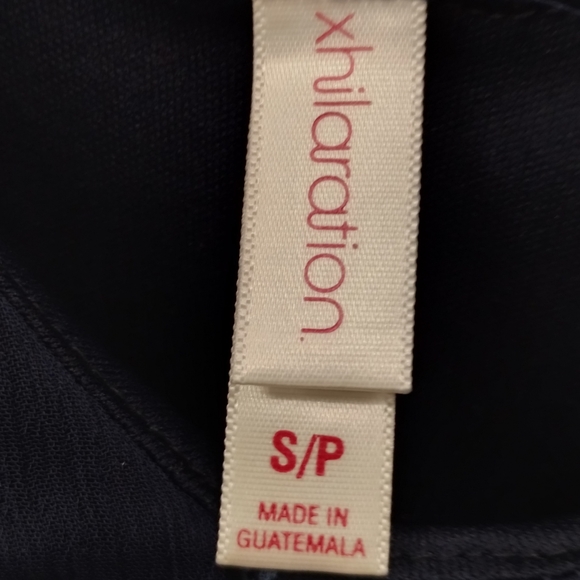 xhilaration.
S/P
MADE IN
GUATEMALA